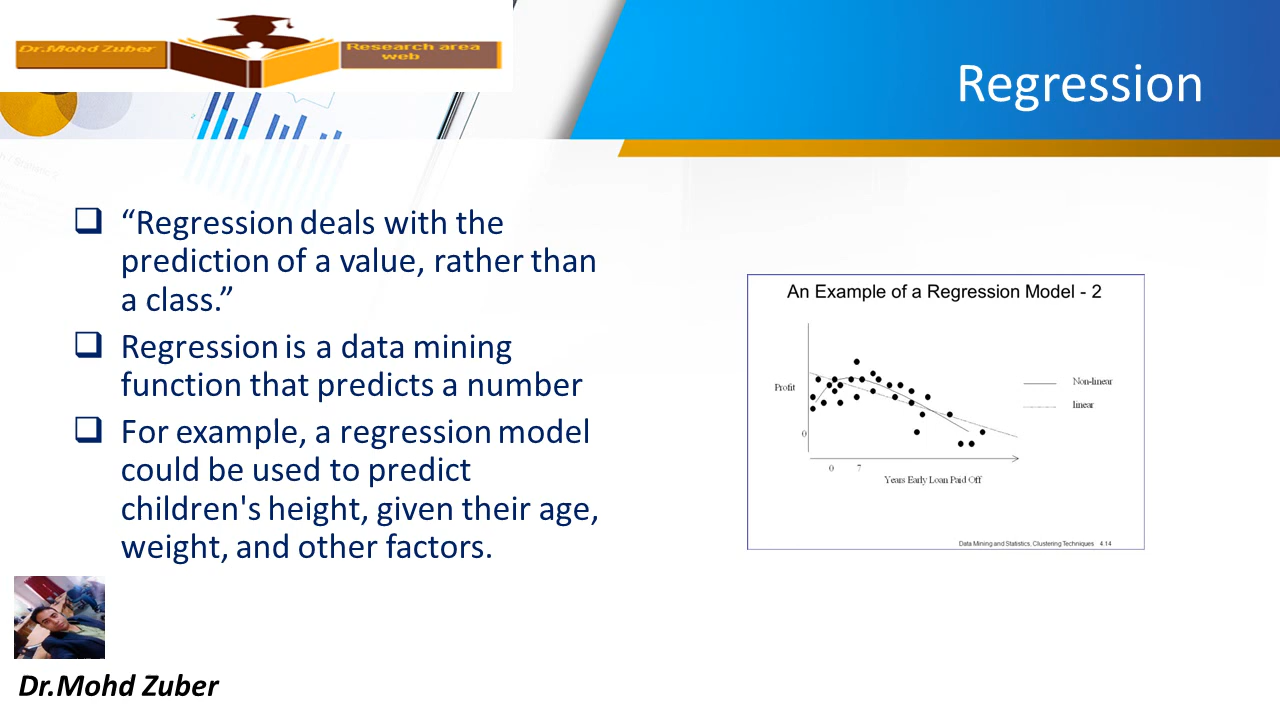 Dr.Mohd Zuber
Research area
web
Regression
“Regression deals with the
prediction of a value, rather than
a class.”
Regression is a data mining
function that predicts a number
For example, a regression model
could be used to predict
children's height, given their age,
weight, and other factors.
An Example of a Regression Model - 2
Profit
0
0 7
Years Early Loan Paid Off
Non-linear
linear
Data Mining and Statistics, Clustering Techniques 4.14
Dr.Mohd Zuber